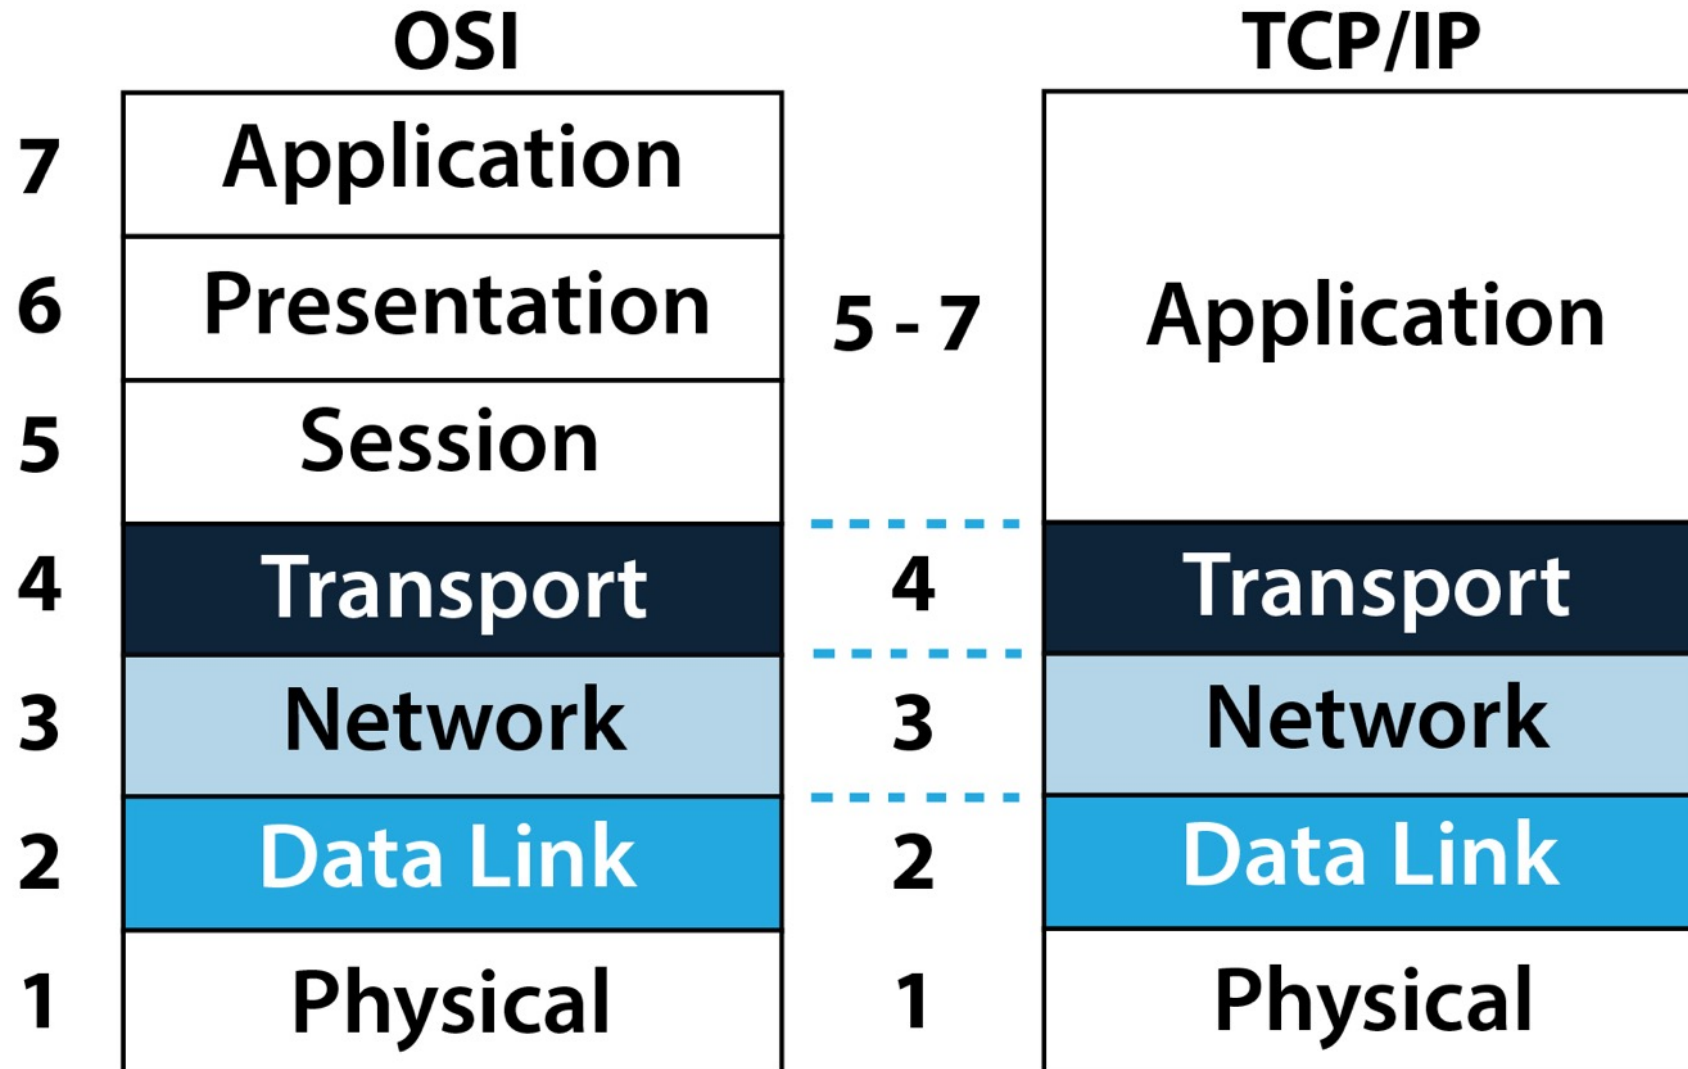 OSI TCP/IP
7 Application
6 Presentation 5 - 7 Application
5 Session
4 Transport 4 Transport
3 Network 3 Network
2 Data Link 2 Data Link
1 Physical 1 Physical